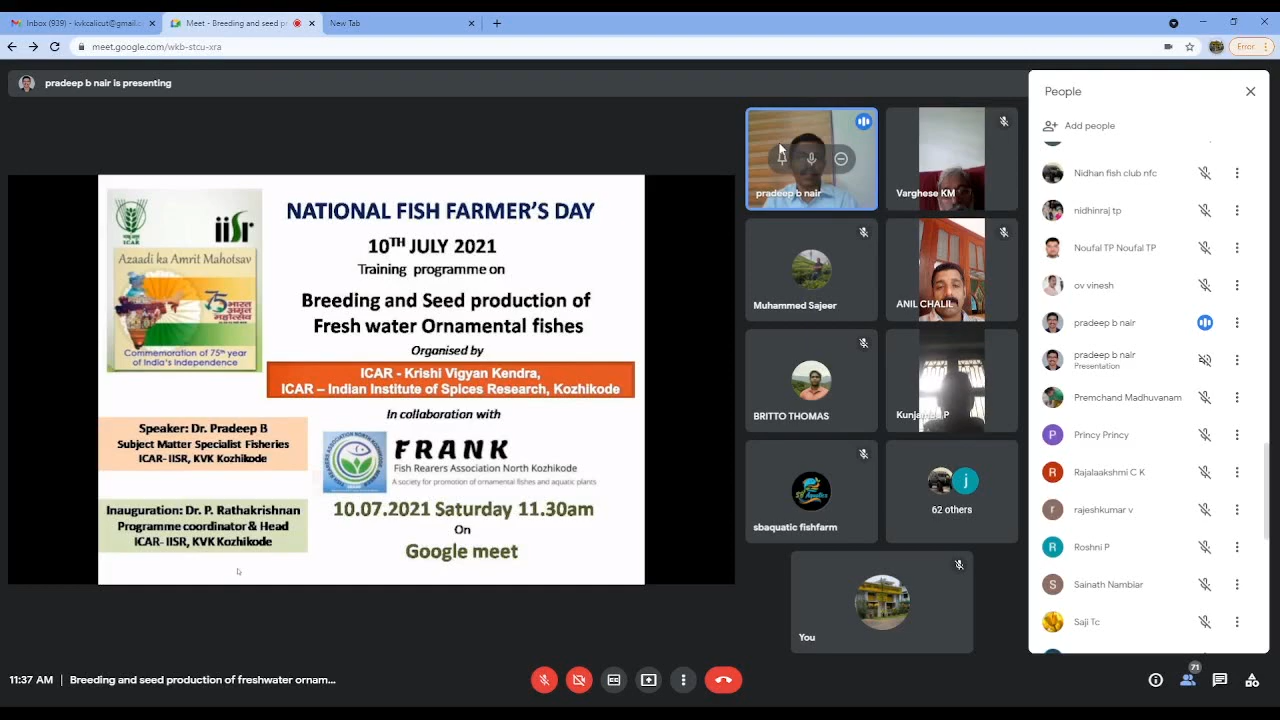 Inbox (939) - kvkcalicut@gmail.c
Meet - Breeding and seed pr
New Tab
meet.google.com/wkb-stcu-xra
Error
pradeep b nair is presenting
ICAR
iisr
Azaadi ka Amrit Mahotsav
75
भारत
अमृत
महोत्सव
Commemoration of 75th year
of India's Independence
NATIONAL FISH FARMER'S DAY
10TH JULY 2021
Training programme on
Breeding and Seed production of
Fresh water Ornamental fishes
Organised by
ICAR - Krishi Vigyan Kendra,
ICAR – Indian Institute of Spices Research, Kozhikode
In collaboration with
Speaker: Dr. Pradeep B
Subject Matter Specialist Fisheries
ICAR- IISR, KVK Kozhikode
FRANK
Fish Rearers Association North Kozhikode
A society for promotion of ornamental fishes and aquatic plants
Inauguration: Dr. P. Rathakrishnan
Programme coordinator & Head
ICAR- IISR, KVK Kozhikode
10.07.2021 Saturday 11.30am
On
Google meet
pradeep b nair
Varghese KM
Muhammed Sajeer
ANIL CHALIL
BRITTO THOMAS
sbaquatic fishfarm
j
62 others
You
People
Add people
Nidhan fish club nfc
nidhinraj tp
Noufal TP Noufal TP
ov vinesh
pradeep b nair
pradeep b nair
Presentation
Premchand Madhuvanam
P Princy Princy
R Rajalaakshmi C K
r rajeshkumar v
R Roshni P
S Sainath Nambiar
Saji Tc
11:37 AM | Breeding and seed production of freshwater ornam...
71